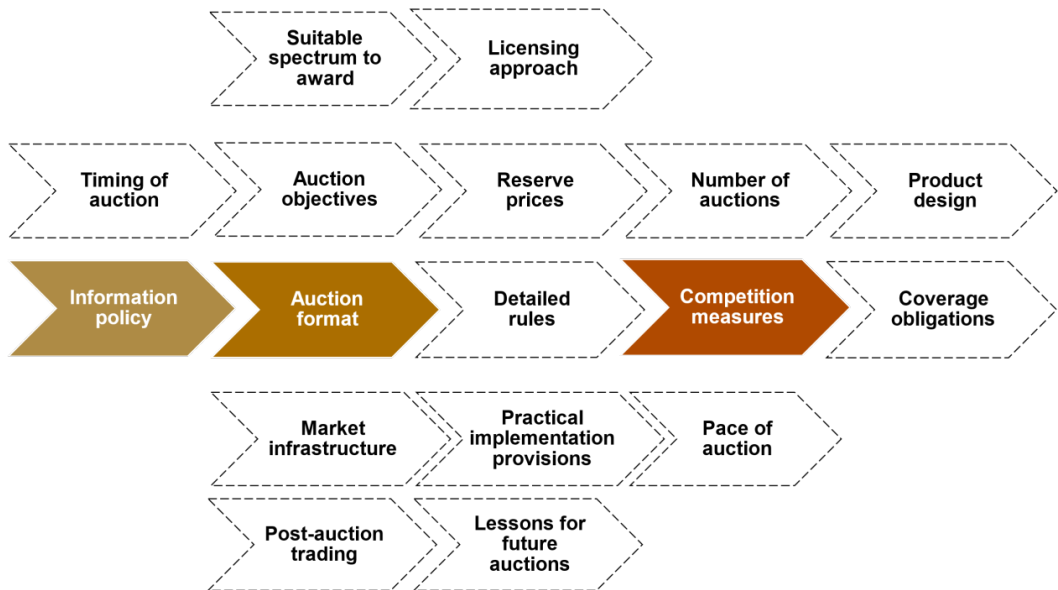 Suitable
spectrum to
award
Licensing
approach
Timing of
auction
Auction
objectives
Reserve
prices
Number of
auctions
Product
design
Information
policy
Auction
format
Detailed
rules
Competition
measures
Coverage
obligations
Market
infrastructure
Practical
implementation
provisions
Pace of
auction
Post-auction
trading
Lessons for
future
auctions